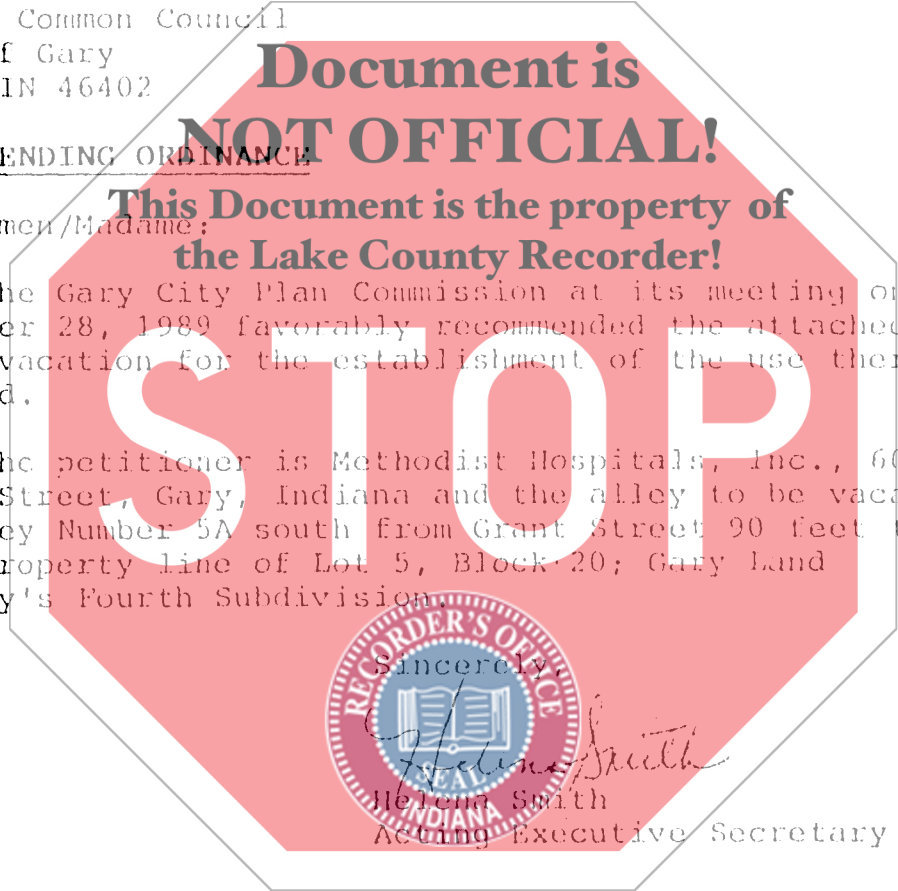 Common Council
f Gary
IN 46402
Document is
NOT OFFICIAL!
ENDING ORDINANCE
This Document is the property of
men/Madame:
the Lake County Recorder!
he Gary City Plan Commission at its meeting o
er 28, 1989 favorably recommended the attached
vacation for the establishment of the use ther
d.
STOP
he petitioner is Methodist Hospitals, Inc., 60
Street, Gary, Indiana and the alley to be vaca
ey Number 5A south from Grant Street 90 feet t
roperty line of Lot 5, Block 20; Gary Land
y's Fourth Subdivision.
RECORDER'S OFFICE
SEAL
INDIANA
Sincerely,
Helena Smith
Helena Smith
Acting Executive Secretary